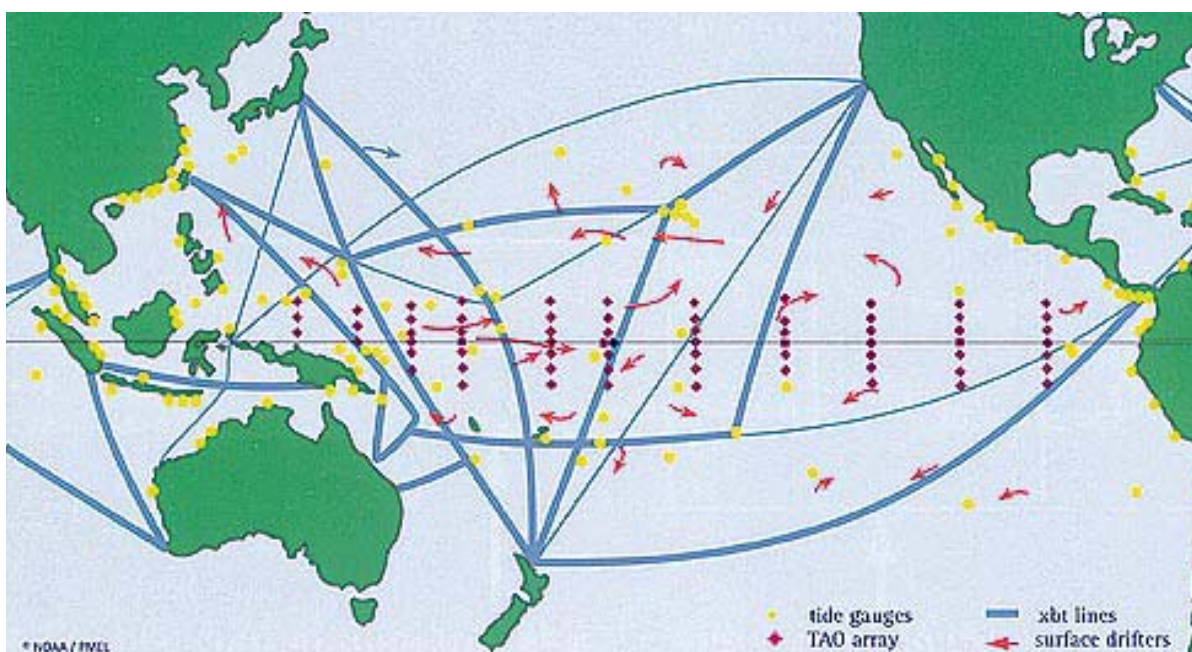 tide gauges
TAO array
xbt lines
surface drifters
© NOAA / PMEL